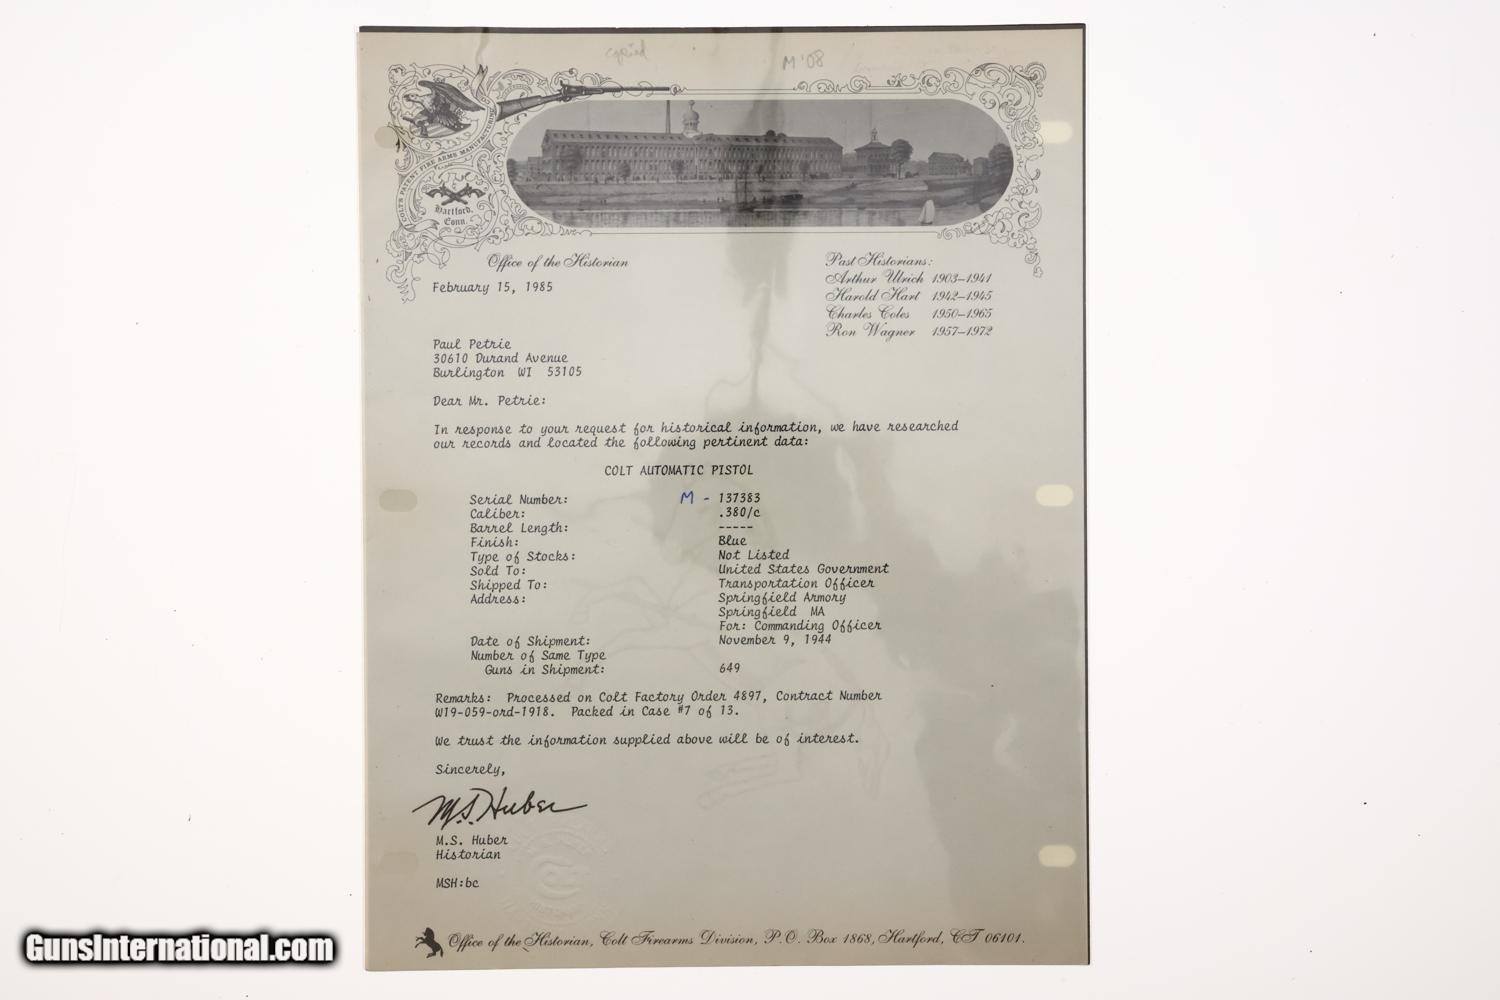 copied
M'08
COLT'S PATENT FIRE ARMS MANUFACTURING
Hartford,
Conn.
Office of the Historian
February 15, 1985
Past Historians:
Arthur Ulrich 1903-1941
Harold Hart 1942-1945
Charles Coles 1950-1965
Ron Wagner 1957-1972
Paul Petrie
30610 Durand Avenue
Burlington WI 53105
Dear Mr. Petrie:
In response to your request for historical information, we have researched
our records and located the following pertinent data:
COLT AUTOMATIC PISTOL
Serial Number: M - 137383
Caliber: .380/c
Barrel Length: -----
Finish: Blue
Type of Stocks: Not Listed
Sold To: United States Government
Shipped To: Transportation Officer
Address: Springfield Armory
Springfield MA
For: Commanding Officer
Date of Shipment: November 9, 1944
Number of Same Type
Guns in Shipment: 649
Remarks: Processed on Colt Factory Order 4897, Contract Number
W19-059-ord-1918. Packed in Case #7 of 13.
We trust the information supplied above will be of interest.
Sincerely,
M.S. Huber
M.S. Huber
Historian
MSH:bc
Office of the Historian, Colt Firearms Division, P.O. Box 1868, Hartford, CT 06101.
GunsInternational.com